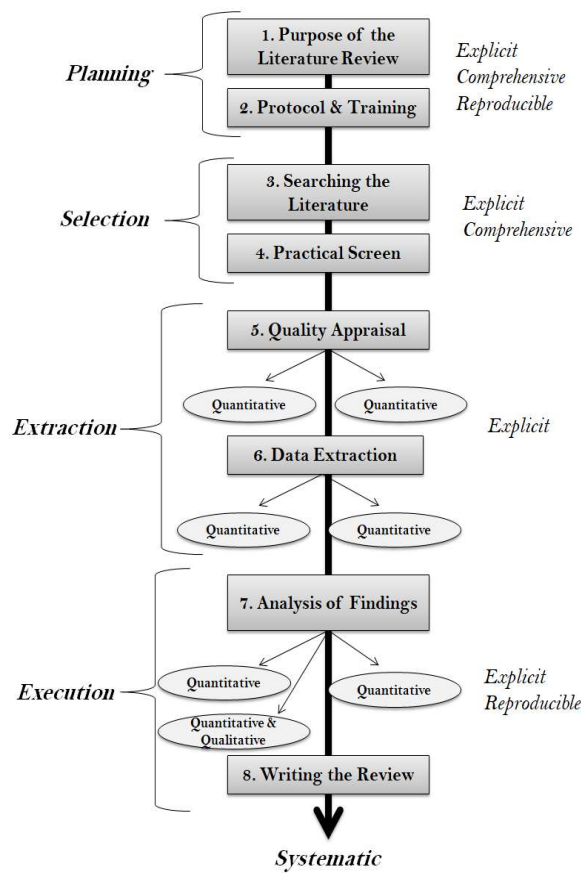 Planning
1. Purpose of the
Literature Review
2. Protocol & Training
Explicit
Comprehensive
Reproducible
Selection
3. Searching the
Literature
4. Practical Screen
Explicit
Comprehensive
Extraction
5. Quality Appraisal
Quantitative
Quantitative
6. Data Extraction
Quantitative
Quantitative
Explicit
Execution
7. Analysis of Findings
Quantitative
Quantitative
Quantitative &
Qualitative
8. Writing the Review
Explicit
Reproducible
Systematic